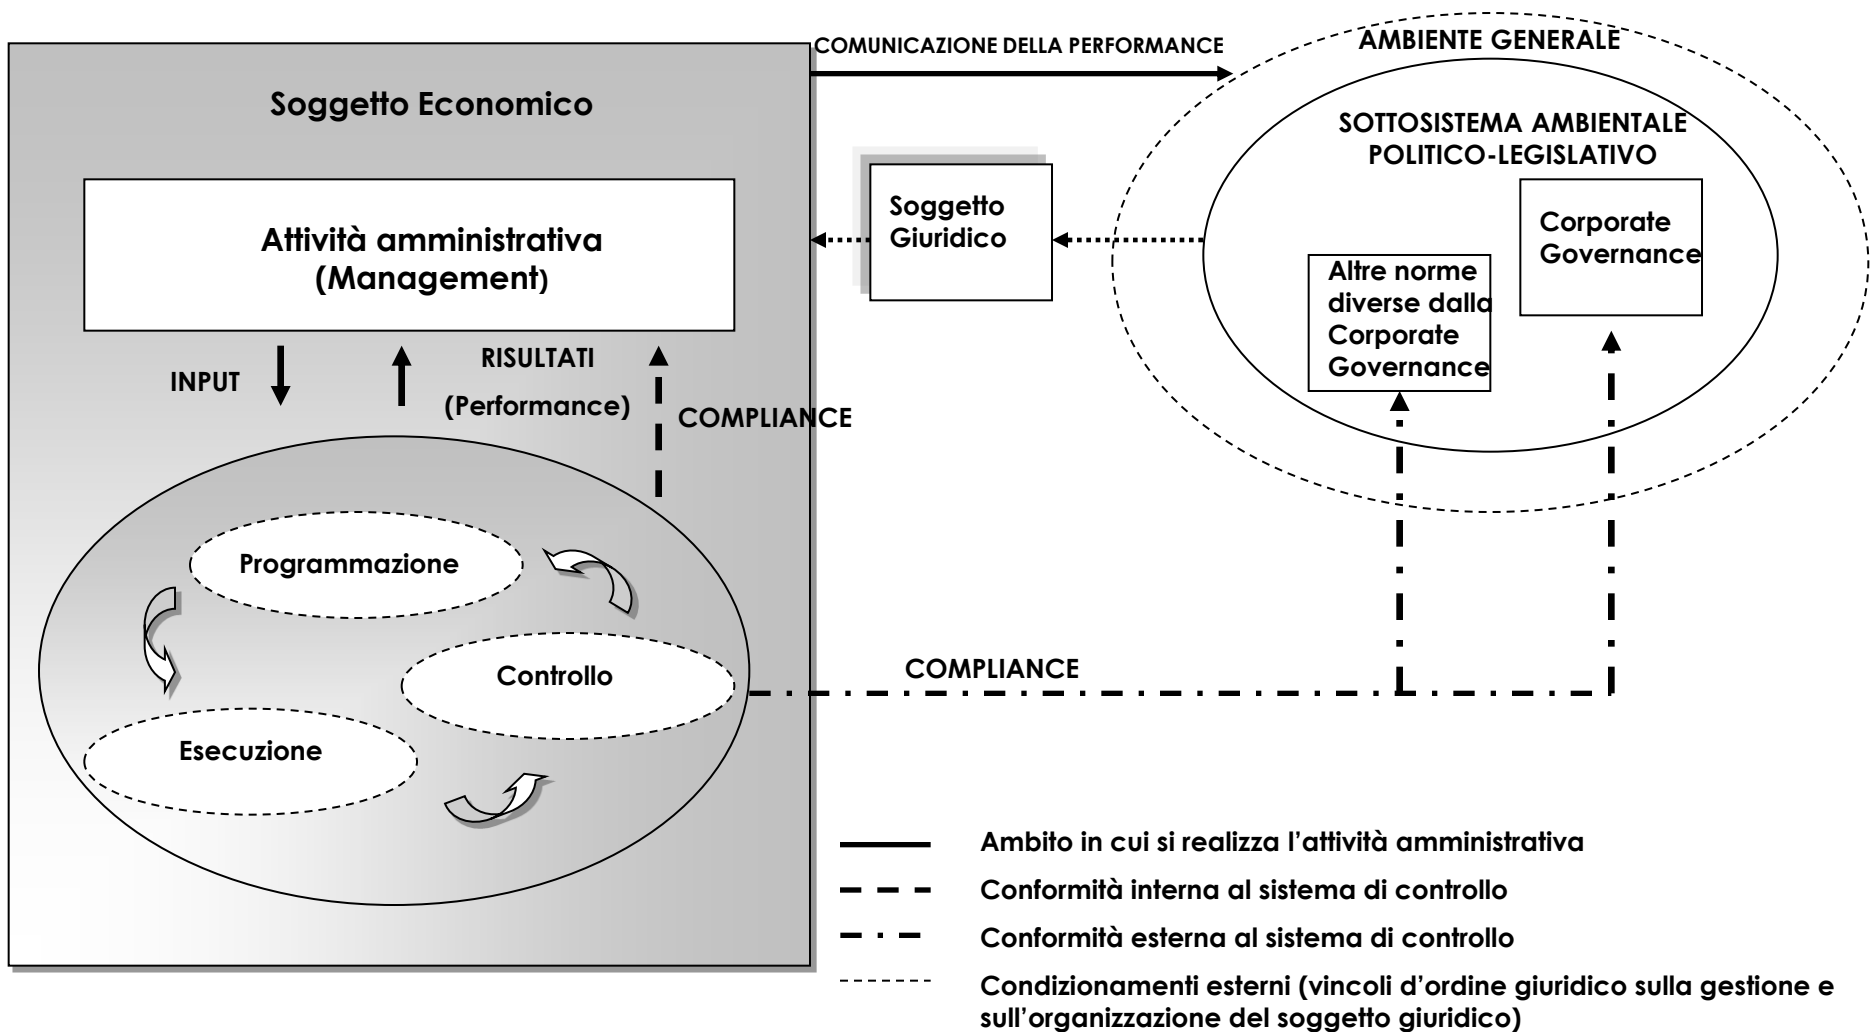 COMUNICAZIONE DELLA PERFORMANCE
AMBIENTE GENERALE
Soggetto Economico
SOTTOSISTEMA AMBIENTALE
POLITICO-LEGISLATIVO
Attività amministrativa
(Management)
Soggetto
Giuridico
Corporate
Governance
Altre norme
diverse dalla
Corporate
Governance
INPUT
RISULTATI
(Performance)
COMPLIANCE
Programmazione
Controllo
Esecuzione
COMPLIANCE
Ambito in cui si realizza l’attività amministrativa
Conformità interna al sistema di controllo
Conformità esterna al sistema di controllo
Condizionamenti esterni (vincoli d’ordine giuridico sulla gestione e
sull’organizzazione del soggetto giuridico)